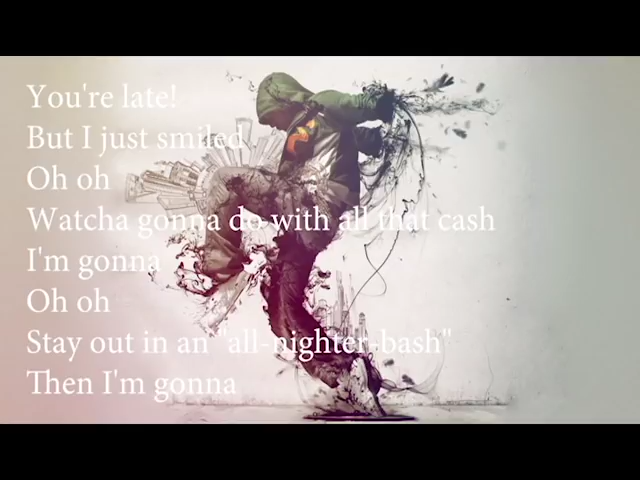 You're late!
But I just smiled
Oh oh
Watcha gonna do with all that cash
I'm gonna
Oh oh
Stay out in an "all-nighter-bash"
Then I'm gonna